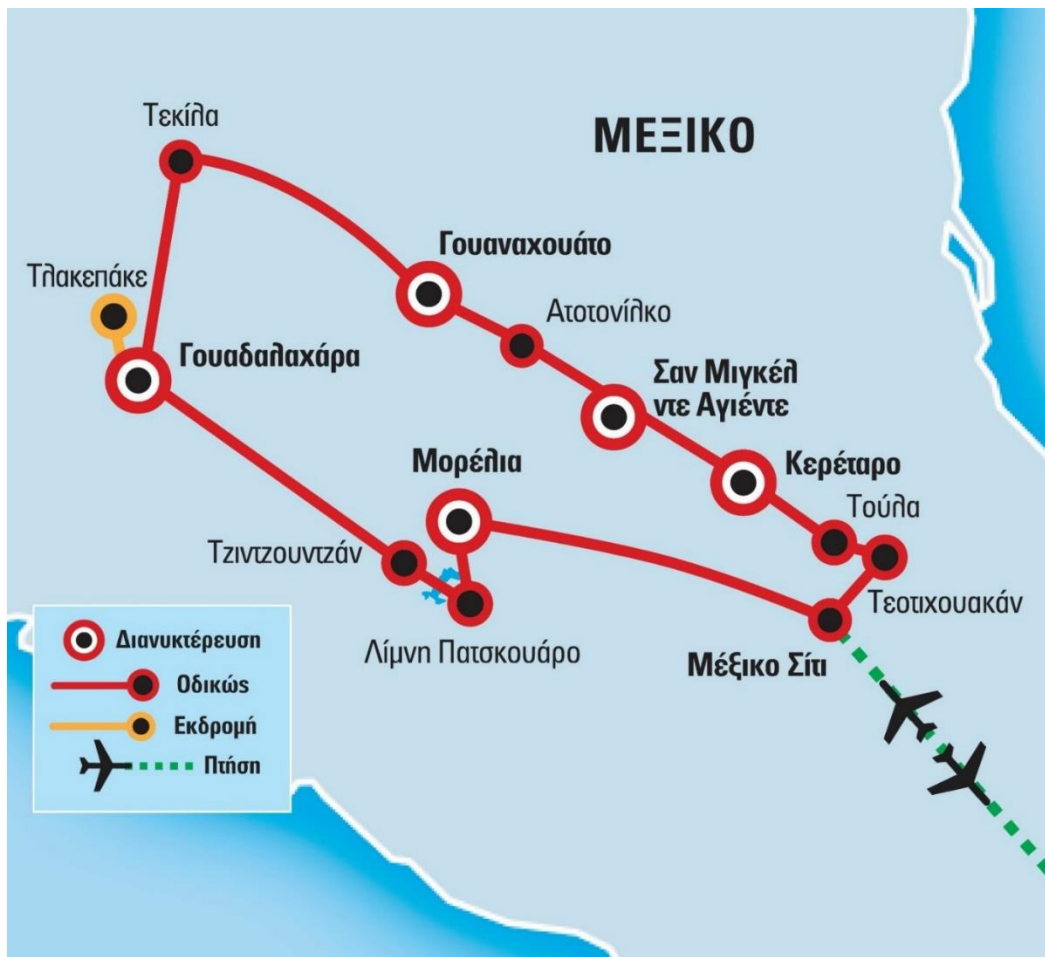 Τεκίλα
ΜΕΞΙΚΟ
Γουαναχουάτο
Τλακεπάκε
Ατοτονίλκο
Γουαδαλαχάρα
Σαν Μιγκέλ
ντε Αγιέντε
Μορέλια
Κερέταρο
Τούλα
Τζιντζουντζάν
Τεοτιχουακάν
Λίμνη Πατσκουάρο
Μέξικο Σίτι
Διανυκτέρευση
Οδικώς
Εκδρομή
Πτήση